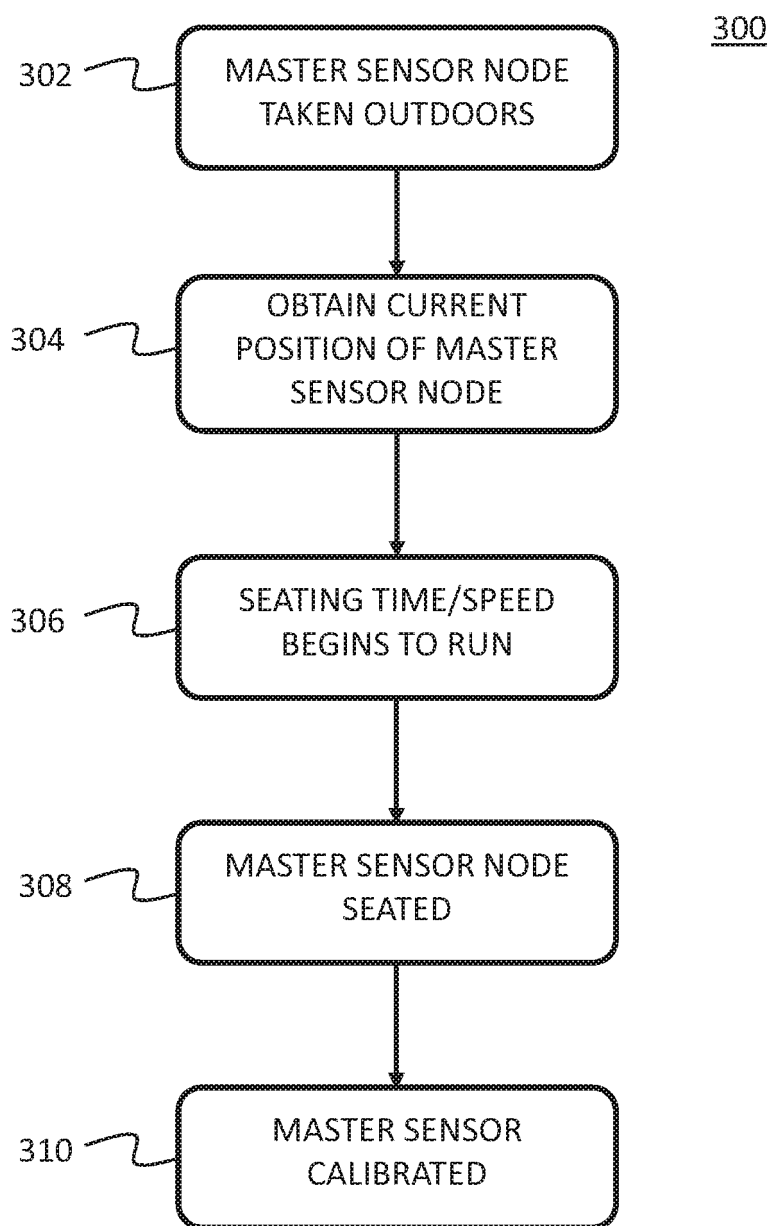 300
302
MASTER SENSOR NODE
TAKEN OUTDOORS
304
OBTAIN CURRENT
POSITION OF MASTER
SENSOR NODE
306
SEATING TIME/SPEED
BEGINS TO RUN
308
MASTER SENSOR NODE
SEATED
310
MASTER SENSOR
CALIBRATED